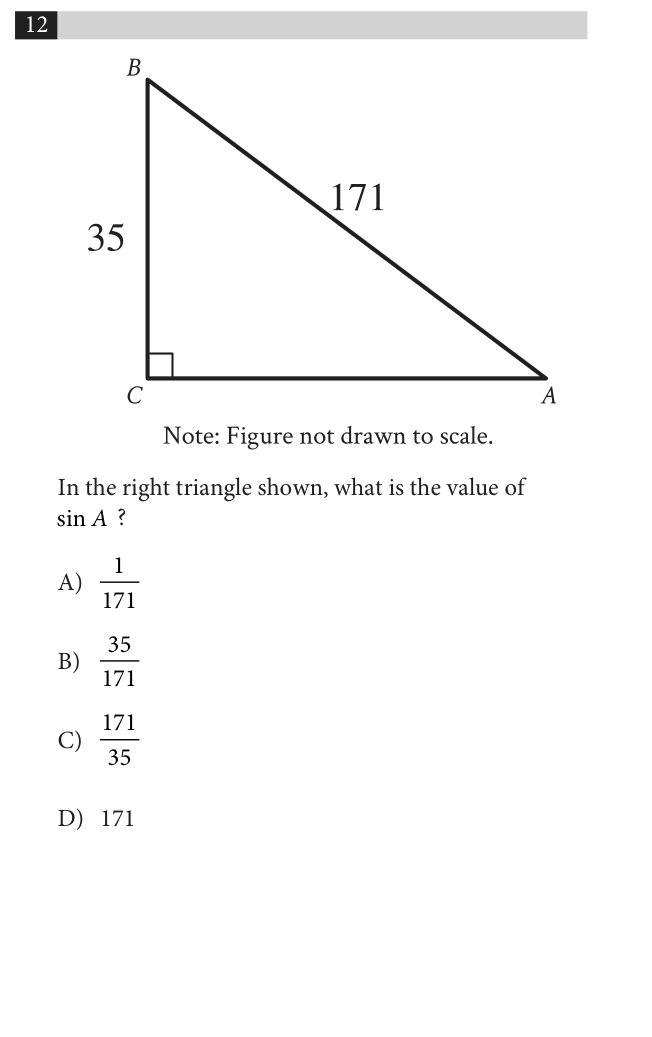 12
B
171
35
C
A
Note: Figure not drawn to scale.
In the right triangle shown, what is the value of
sin A ?
A) 1
171
B) 35
171
C) 171
35
D) 171